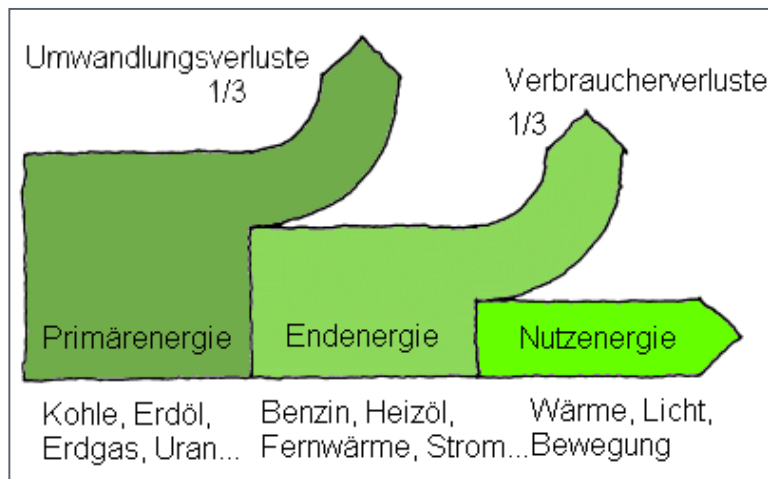 Umwandlungsverluste
1/3
Verbraucherverluste
1/3
Primärenergie
Endenergie
Nutzenergie
Kohle, Erdöl,
Erdgas, Uran...
Benzin, Heizöl,
Fernwärme, Strom...
Wärme, Licht,
Bewegung